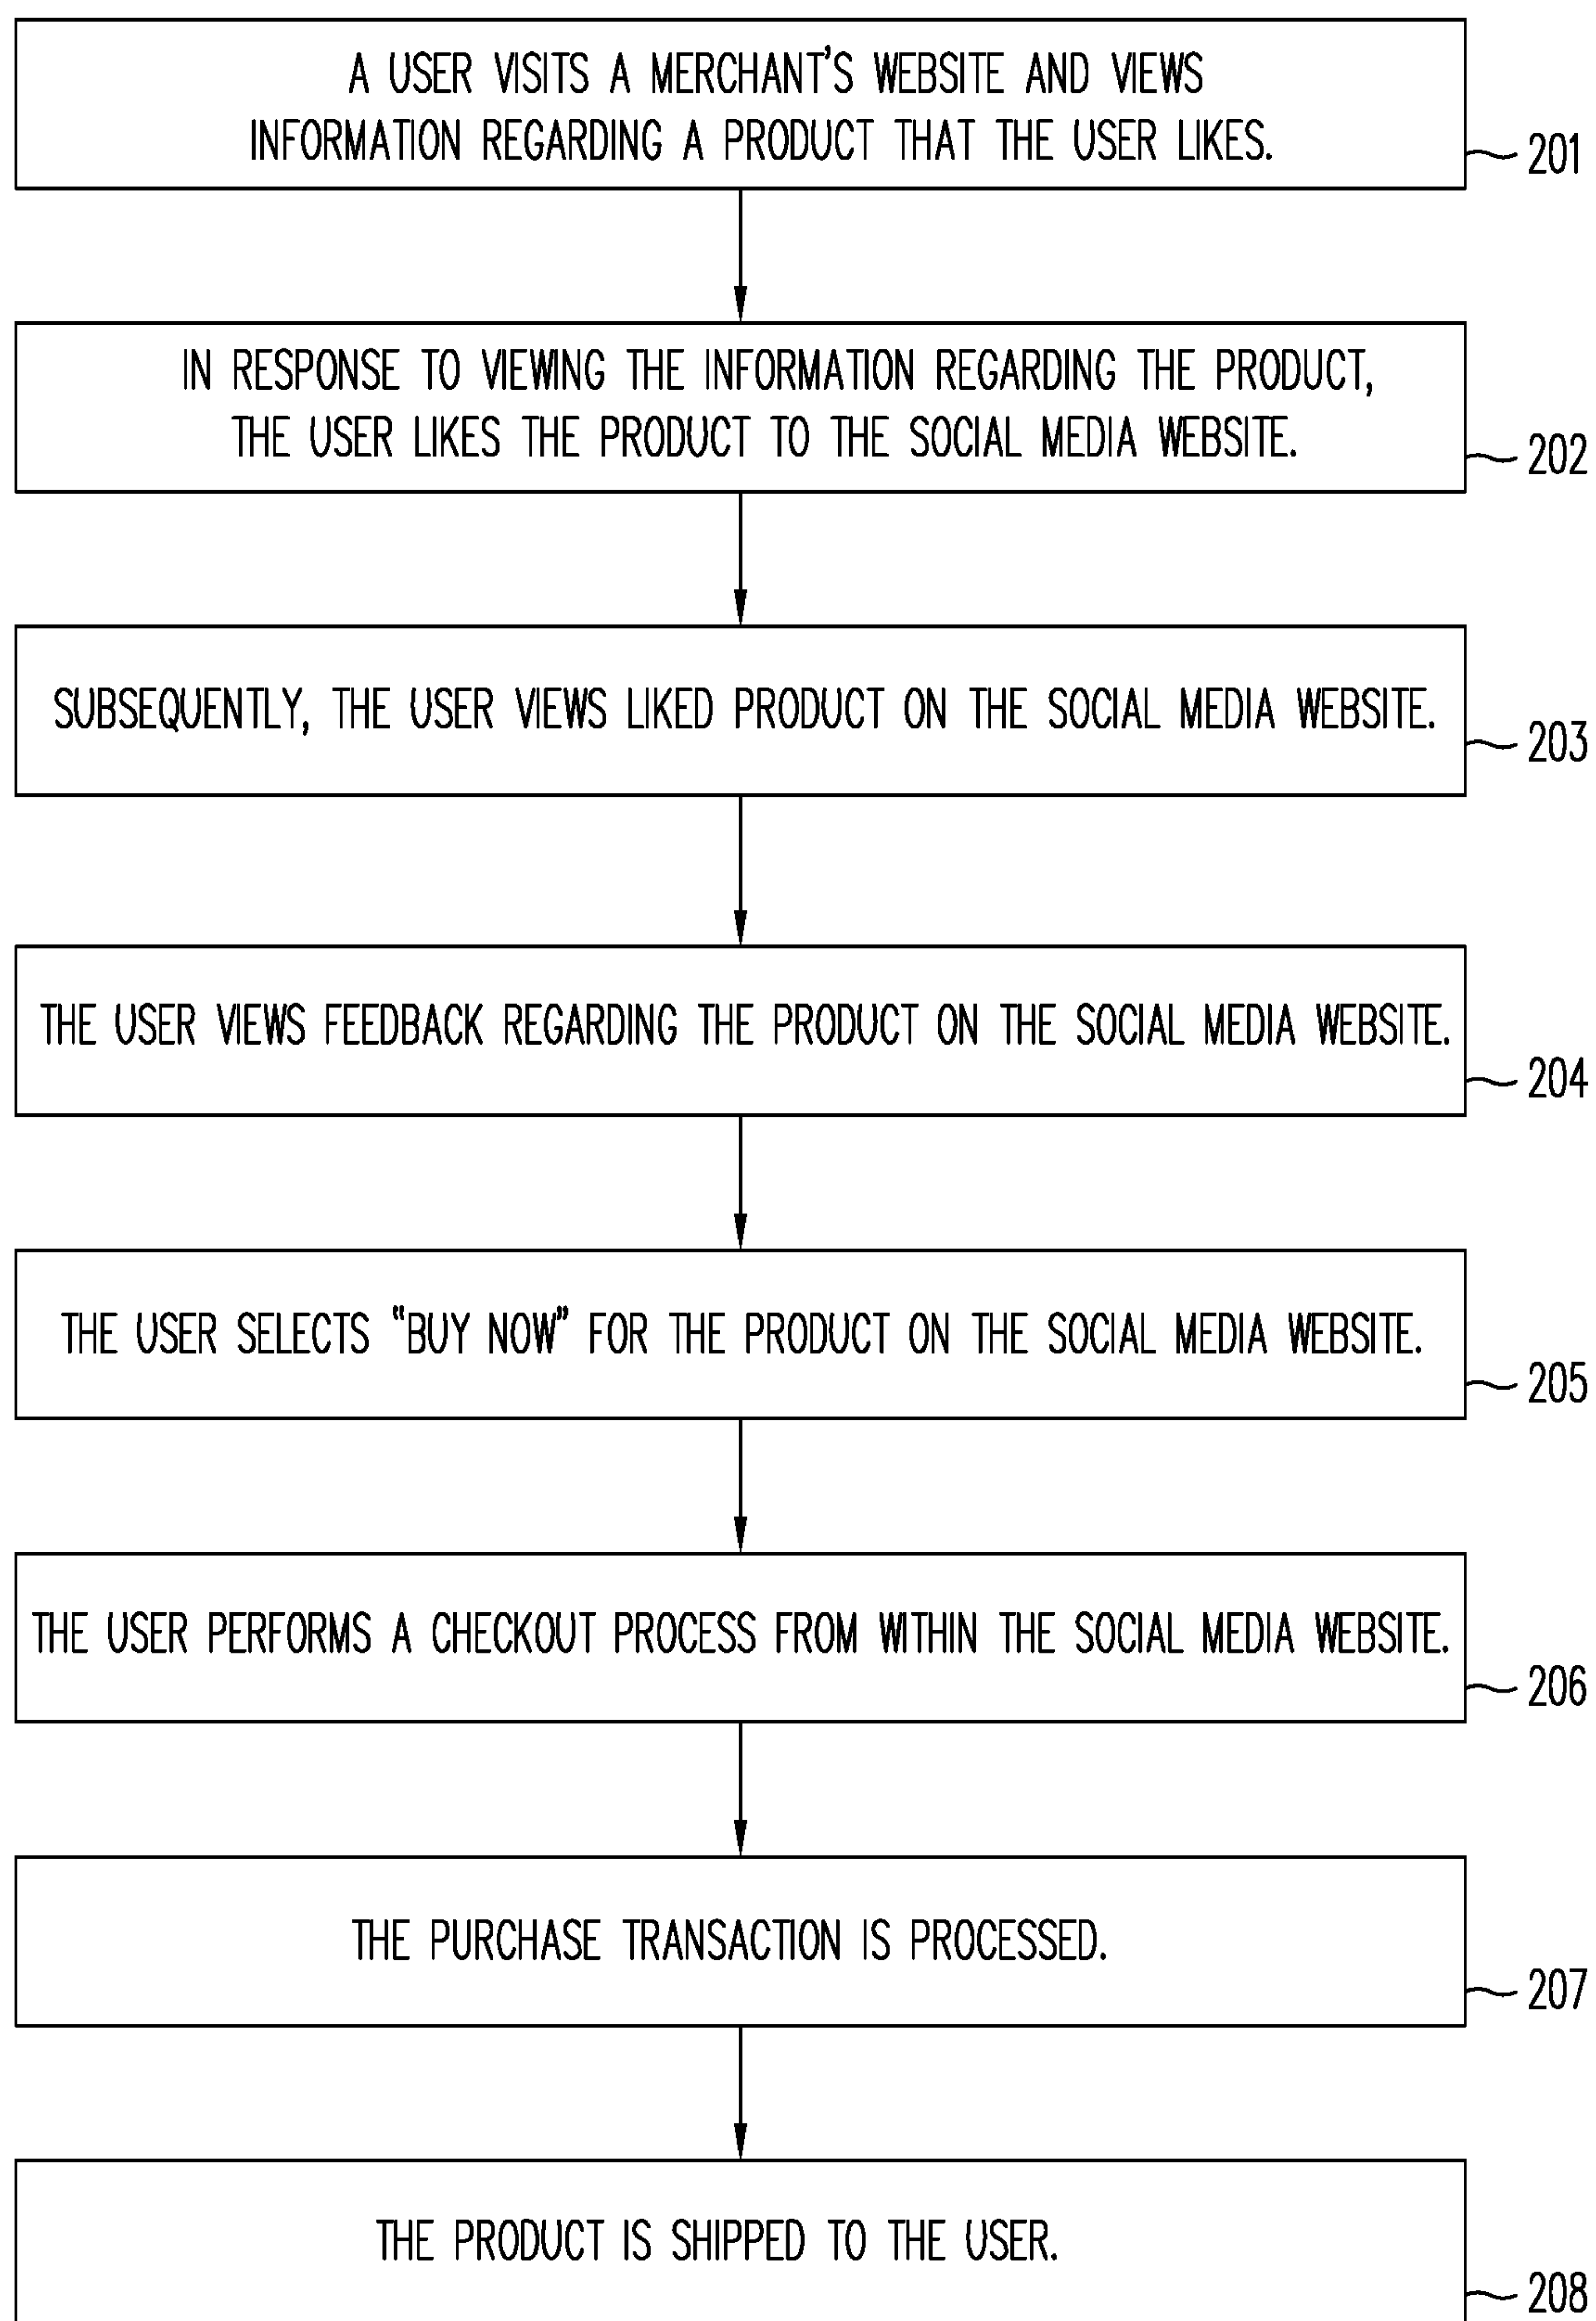 A USER VISITS A MERCHANT'S WEBSITE AND VIEWS
INFORMATION REGARDING A PRODUCT THAT THE USER LIKES.
201
IN RESPONSE TO VIEWING THE INFORMATION REGARDING THE PRODUCT,
THE USER LIKES THE PRODUCT TO THE SOCIAL MEDIA WEBSITE.
202
SUBSEQUENTLY, THE USER VIEWS LIKED PRODUCT ON THE SOCIAL MEDIA WEBSITE.
203
THE USER VIEWS FEEDBACK REGARDING THE PRODUCT ON THE SOCIAL MEDIA WEBSITE.
204
THE USER SELECTS "BUY NOW" FOR THE PRODUCT ON THE SOCIAL MEDIA WEBSITE.
205
THE USER PERFORMS A CHECKOUT PROCESS FROM WITHIN THE SOCIAL MEDIA WEBSITE.
206
THE PURCHASE TRANSACTION IS PROCESSED.
207
THE PRODUCT IS SHIPPED TO THE USER.
208